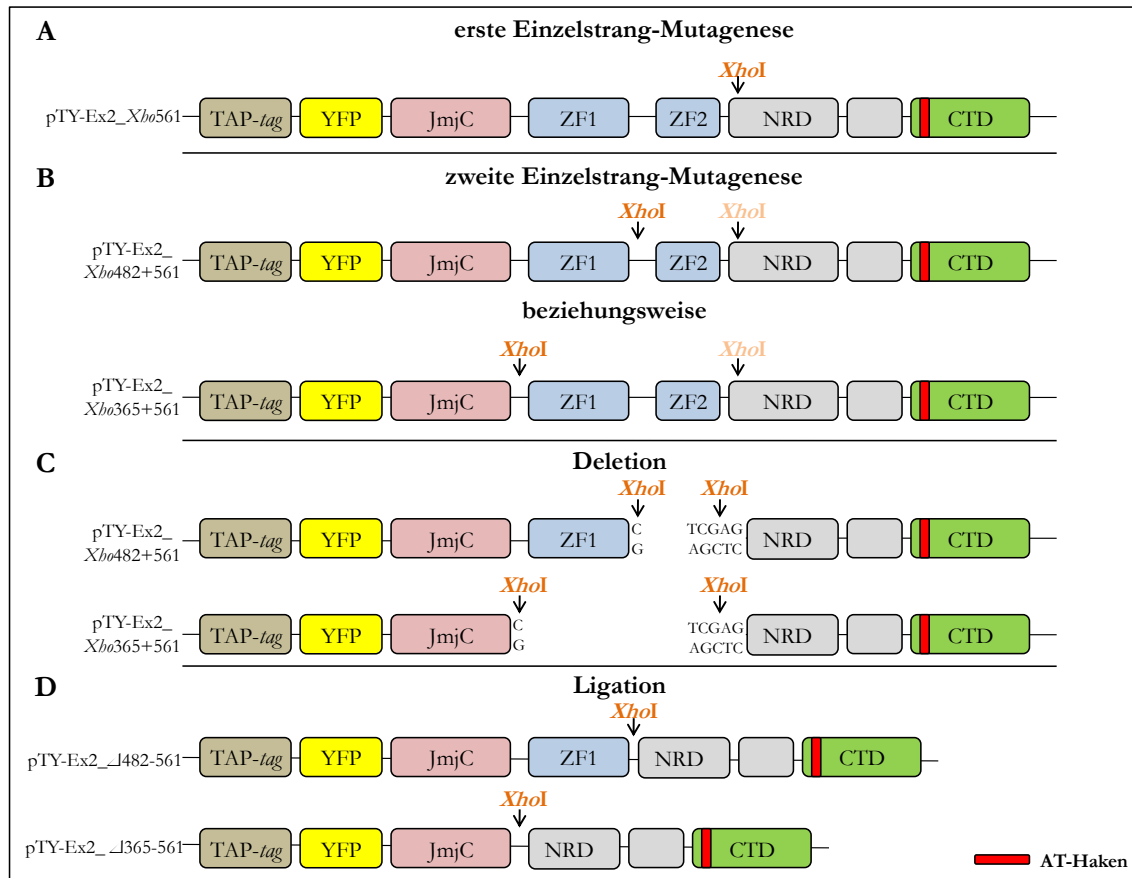 A
erste Einzelstrang-Mutagenese
XhoI
pTY-Ex2_Xho561
TAP-tag YFP JmjC ZF1 ZF2 NRD CTD
B
zweite Einzelstrang-Mutagenese
XhoI XhoI
pTY-Ex2_
Xho482+561
TAP-tag YFP JmjC ZF1 ZF2 NRD CTD
beziehungsweise
XhoI XhoI
pTY-Ex2_
Xho365+561
TAP-tag YFP JmjC ZF1 ZF2 NRD CTD
C
Deletion
XhoI XhoI
pTY-Ex2_
Xho482+561
TAP-tag YFP JmjC ZF1 NRD CTD
C TCGAG
G AGCTC
XhoI XhoI
pTY-Ex2_
Xho365+561
TAP-tag YFP JmjC NRD CTD
C TCGAG
G AGCTC
D
Ligation
XhoI
pTY-Ex2_⊿482-561
TAP-tag YFP JmjC ZF1 NRD CTD
XhoI
pTY-Ex2_ ⊿365-561
TAP-tag YFP JmjC NRD CTD
AT-Haken